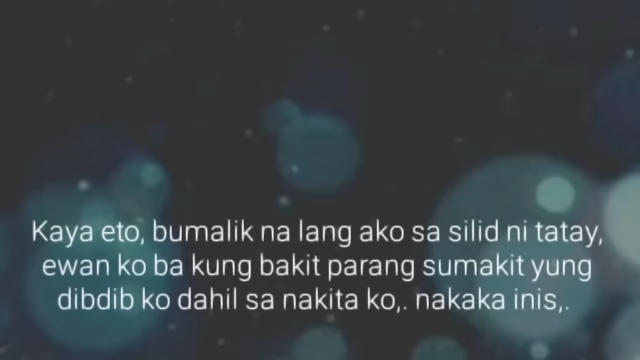 Kaya eto, bumalik na lang ako sa silid ni tatay,
ewan ko ba kung bakit parang sumakit yung
dibdib ko dahil sa nakita ko,. nakaka inis,.